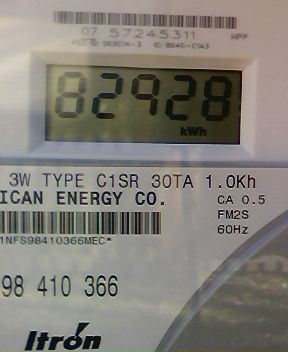 07 57245311
HPP
82928
kWh
3W TYPE C1SR 30TA 1.0Kh
ICAN ENERGY CO.
CA 0.5
FM2S
60Hz
1NFS98410366MEC*
98 410 366
Itron